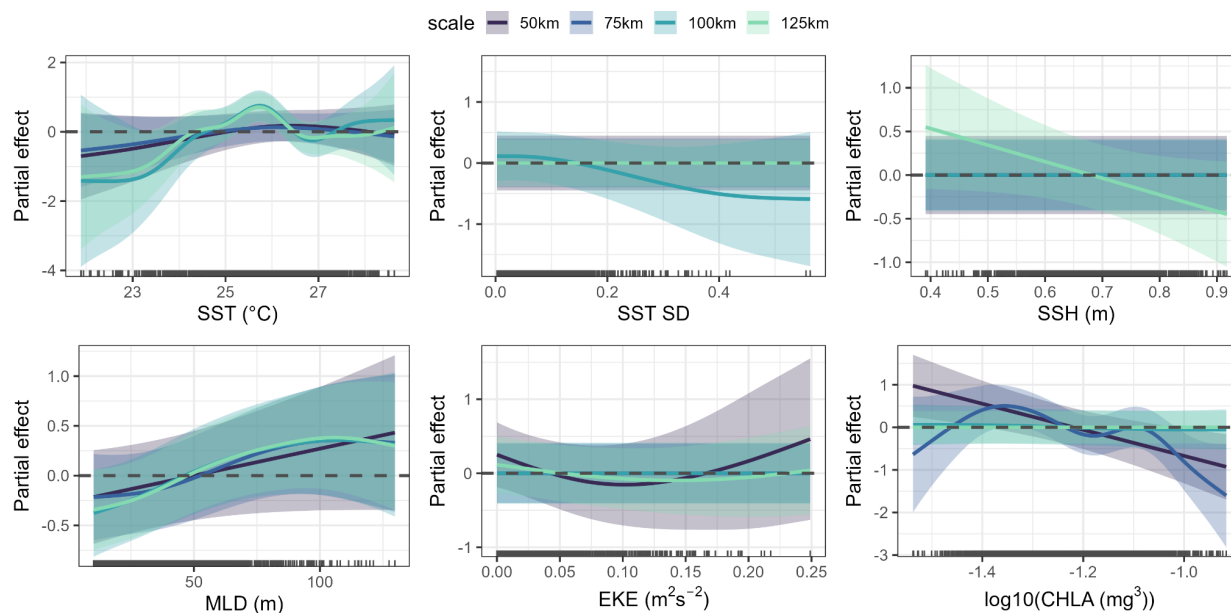 scale 50km 75km 100km 125km
Partial effect
2
0
-2
-4
23 25 27
SST (°C)
Partial effect
1
0
-1
0.0 0.2 0.4
SST SD
Partial effect
1.0
0.5
0.0
-0.5
-1.0
0.4 0.5 0.6 0.7 0.8 0.9
SSH (m)
Partial effect
1.0
0.5
0.0
-0.5
50 100
MLD (m)
Partial effect
1
0
-1
0.00 0.05 0.10 0.15 0.20 0.25
EKE (m²s⁻²)
Partial effect
1
0
-1
-2
-3
-1.4 -1.2 -1.0
log10(CHLA (mg³))